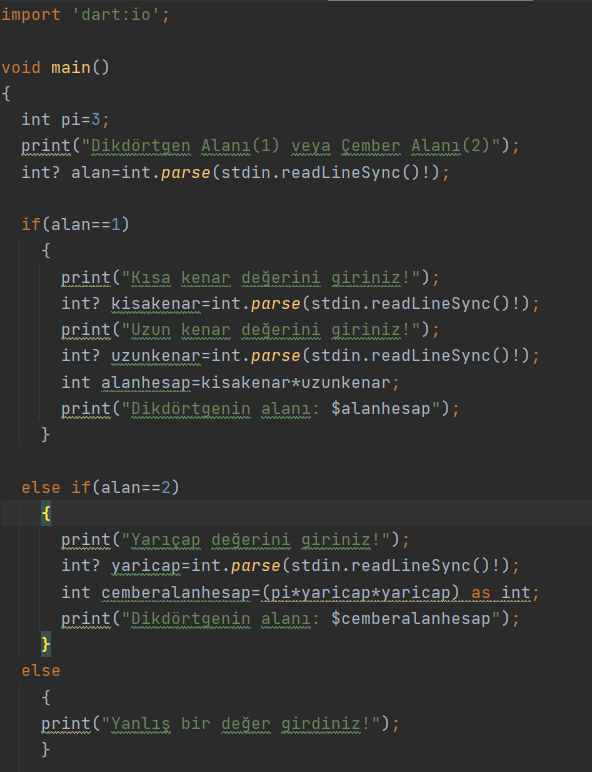 import 'dart:io';
void main()
{
int pi=3;
print("Dikdörtgen Alanı(1) veya Çember Alanı(2)");
int? alan=int.parse(stdin.readLineSync()!);
if(alan==1)
{
print("Kısa kenar değerini giriniz!");
int? kisakenar=int.parse(stdin.readLineSync()!);
print("Uzun kenar değerini giriniz!");
int? uzunkenar=int.parse(stdin.readLineSync()!);
int alanhesap=kisakenar*uzunkenar;
print("Dikdörtgenin alanı: $alanhesap");
}
else if(alan==2)
{
print("Yarıçap değerini giriniz!");
int? yaricap=int.parse(stdin.readLineSync()!);
int cemberalanhesap=(pi*yaricap*yaricap) as int;
print("Dikdörtgenin alanı: $cemberalanhesap");
}
else
{
print("Yanlış bir değer girdiniz!");
}